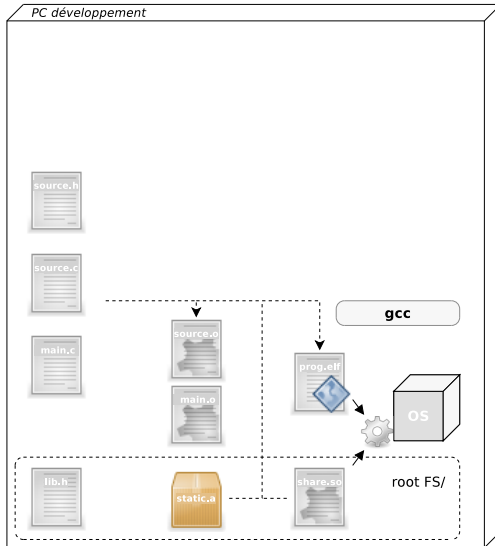 PC développement
source.h
source.c
source.o
gcc
main.c
prog.elf
main.o
OS
lib.h
static.a
share.so
root FS/